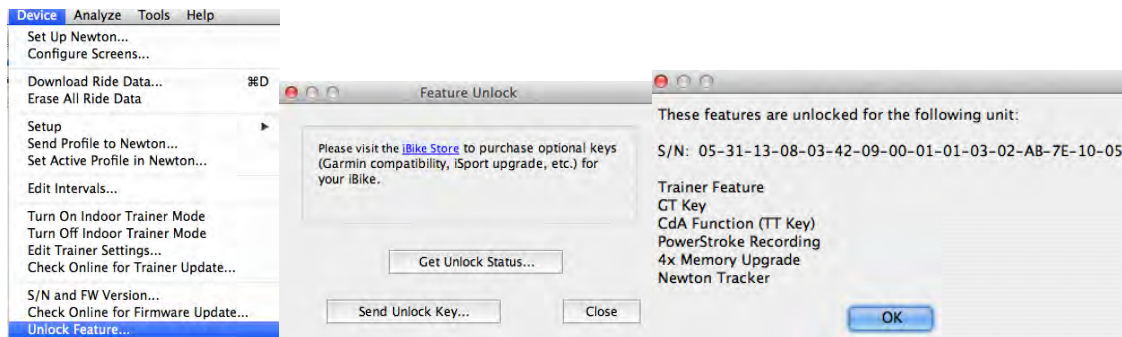 Device Analyze Tools Help
Set Up Newton...
Configure Screens...
Download Ride Data... ⌘D
Erase All Ride Data
Setup ▶
Send Profile to Newton...
Set Active Profile in Newton...
Edit Intervals...
Turn On Indoor Trainer Mode
Turn Off Indoor Trainer Mode
Edit Trainer Settings...
Check Online for Trainer Update...
S/N and FW Version...
Check Online for Firmware Update...
Unlock Feature...
Feature Unlock
Please visit the iBike Store to purchase optional keys
(Garmin compatibility, iSport upgrade, etc.) for
your iBike.
Get Unlock Status...
Send Unlock Key... Close
These features are unlocked for the following unit:
S/N: 05-31-13-08-03-42-09-00-01-01-03-02-AB-7E-10-05
Trainer Feature
GT Key
CdA Function (TT Key)
PowerStroke Recording
4x Memory Upgrade
Newton Tracker
OK